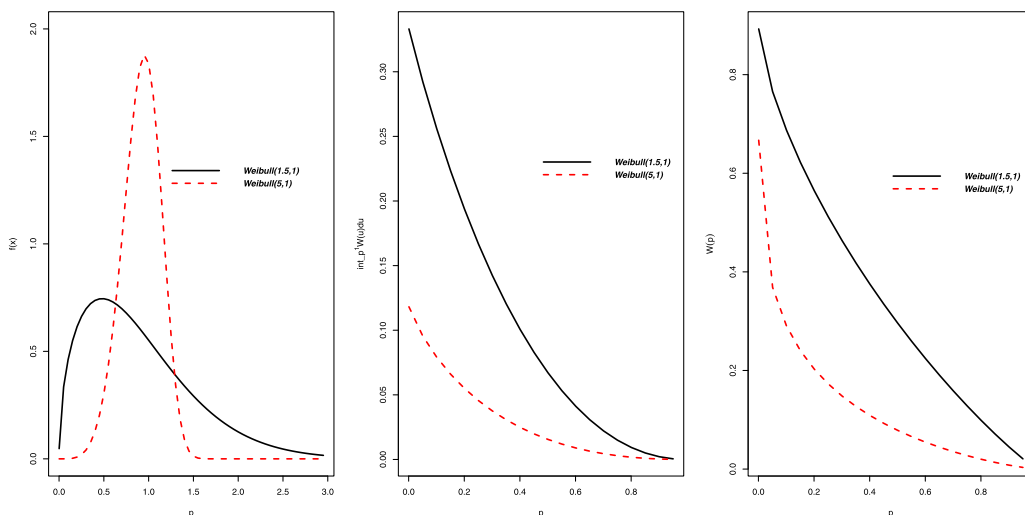 2.0
1.5
1.0
0.5
0.0
f(x)
Weibull(1.5,1)
Weibull(5,1)
0.0 0.5 1.0 1.5 2.0 2.5 3.0
p
0.30
0.25
0.20
0.15
0.10
0.05
0.00
int_p¹W(u)du
Weibull(1.5,1)
Weibull(5,1)
0.0 0.2 0.4 0.6 0.8
p
0.8
0.6
0.4
0.2
0.0
W(p)
Weibull(1.5,1)
Weibull(5,1)
0.0 0.2 0.4 0.6 0.8
p